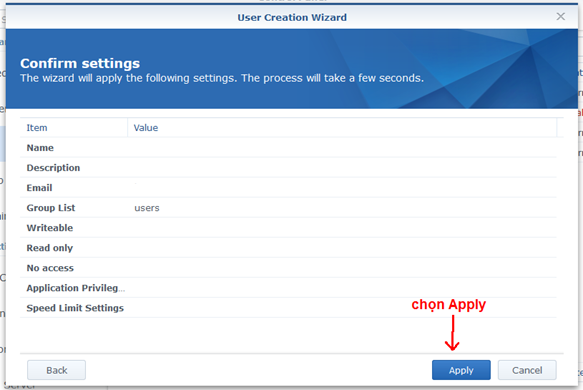 User Creation Wizard
Confirm settings
The wizard will apply the following settings. The process will take a few seconds.
Item Value
Name
Description
Email
Group List users
Writeable
Read only
No access
Application Privileg...
Speed Limit Settings
chọn Apply
Back Apply Cancel
Server